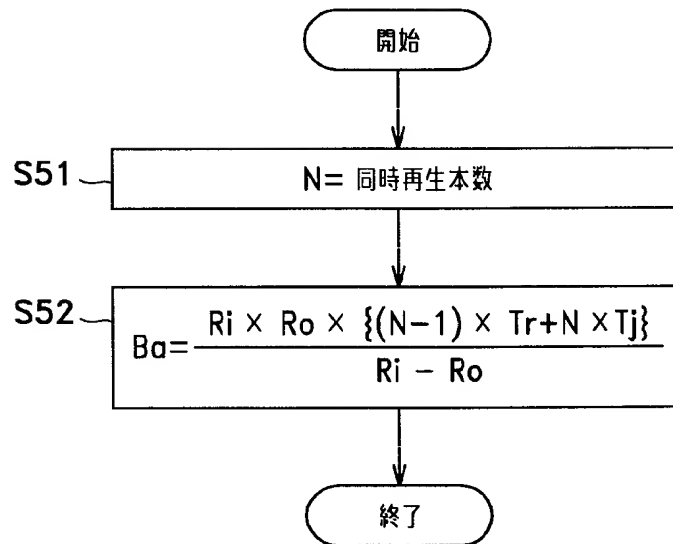 開始
S51
N= 同時再生本数
S52
Ba= Ri × Ro × {(N-1) × Tr+N ×Tj}
Ri - Ro
終了